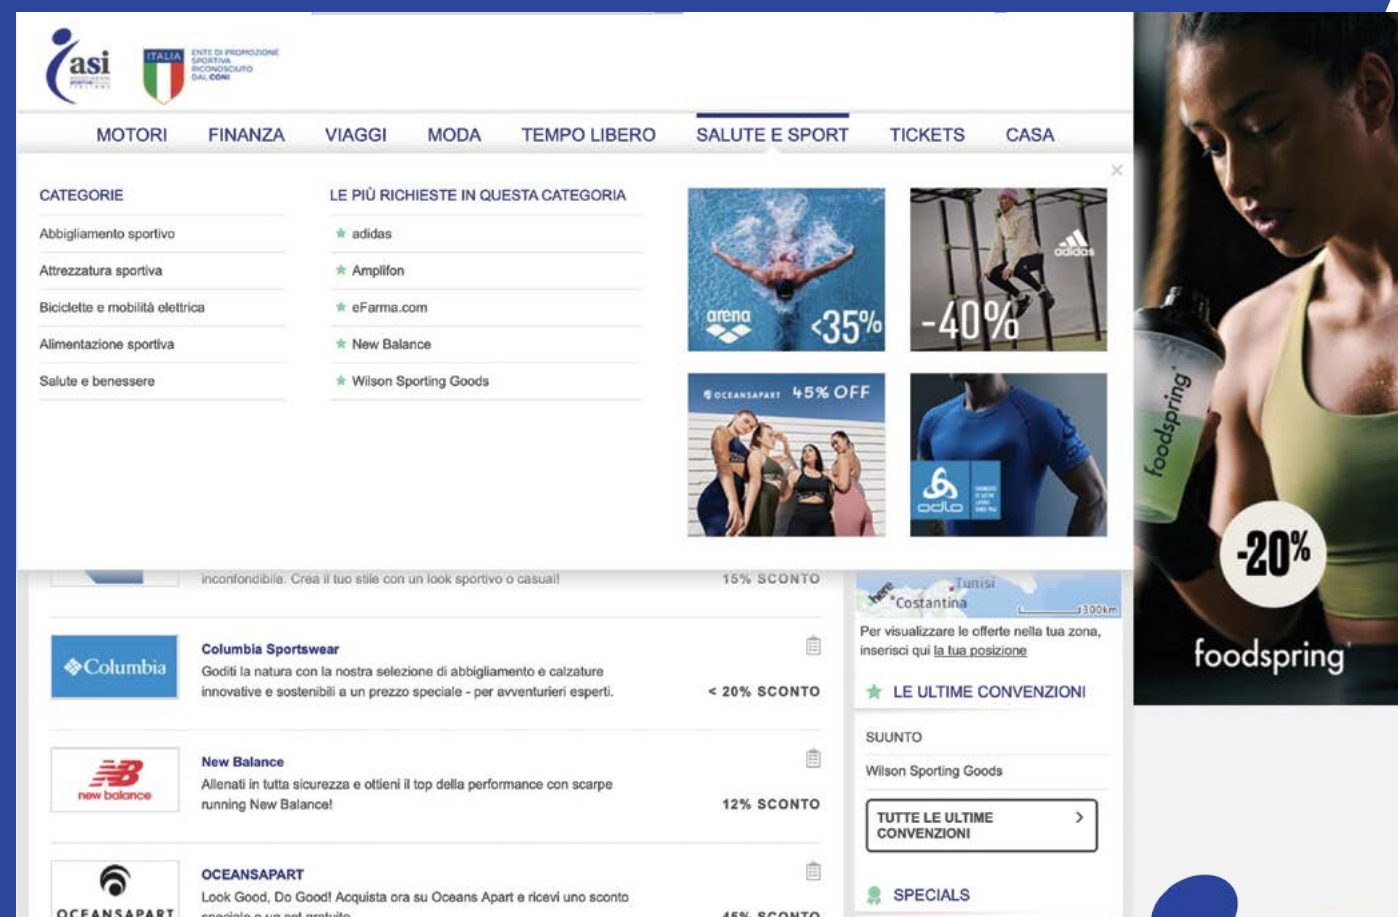 asi
ITALIA
ENTE DI PROMOZIONE
SPORTIVA
RICONOSCIUTO
DAL CONI
MOTORI FINANZA VIAGGI MODA TEMPO LIBERO SALUTE E SPORT TICKETS CASA
CATEGORIE
Abbigliamento sportivo
Attrezzatura sportiva
Biciclette e mobilità elettrica
Alimentazione sportiva
Salute e benessere
LE PIÙ RICHIESTE IN QUESTA CATEGORIA
adidas
Amplifon
eFarma.com
New Balance
Wilson Sporting Goods
arena
<35%
adidas
-40%
OCEANSAPART 45% OFF
odlo
inconfondibile. Crea il tuo stile con un look sportivo o casual!
15% SCONTO
Columbia
Columbia Sportswear
Goditi la natura con la nostra selezione di abbigliamento e calzature
innovative e sostenibili a un prezzo speciale - per avventurieri esperti.
< 20% SCONTO
new balance
New Balance
Allenati in tutta sicurezza e ottieni il top della performance con scarpe
running New Balance!
12% SCONTO
OCEANSAPART
OCEANSAPART
Look Good, Do Good! Acquista ora su Oceans Apart e ricevi uno sconto
speciale e un set gratuito
45% SCONTO
here
Tunisi
Costantina
300km
Per visualizzare le offerte nella tua zona,
inserisci qui la tua posizione
LE ULTIME CONVENZIONI
SUUNTO
Wilson Sporting Goods
TUTTE LE ULTIME
CONVENZIONI
SPECIALS
foodspring
-20%
foodspring